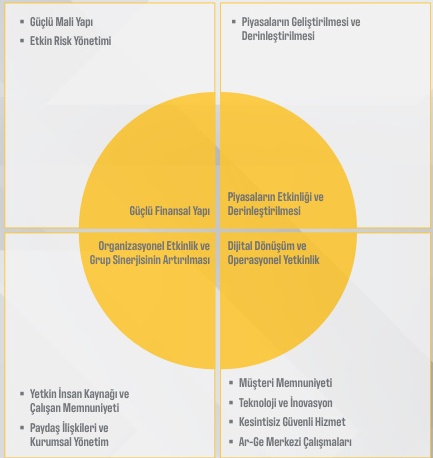 ▪ Güçlü Mali Yapı
▪ Etkin Risk Yönetimi
▪ Piyasaların Geliştirilmesi ve
Derinleştirilmesi
Güçlü Finansal Yapı
Piyasaların Etkinliği ve
Derinleştirilmesi
Organizasyonel Etkinlik ve
Grup Sinerjisinin Artırılması
Dijital Dönüşüm ve
Operasyonel Yetkinlik
▪ Yetkin İnsan Kaynağı ve
Çalışan Memnuniyeti
▪ Paydaş İlişkileri ve
Kurumsal Yönetim
▪ Müşteri Memnuniyeti
▪ Teknoloji ve İnovasyon
▪ Kesintisiz Güvenli Hizmet
▪ Ar-Ge Merkezi Çalışmaları